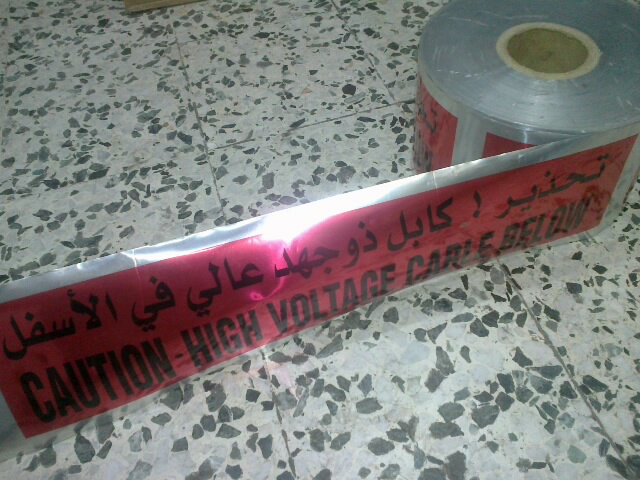 تحذير ! كابل ذو جهد عالي في الأسفل
CAUTION-HIGH VOLTAGE CABLE BELOW